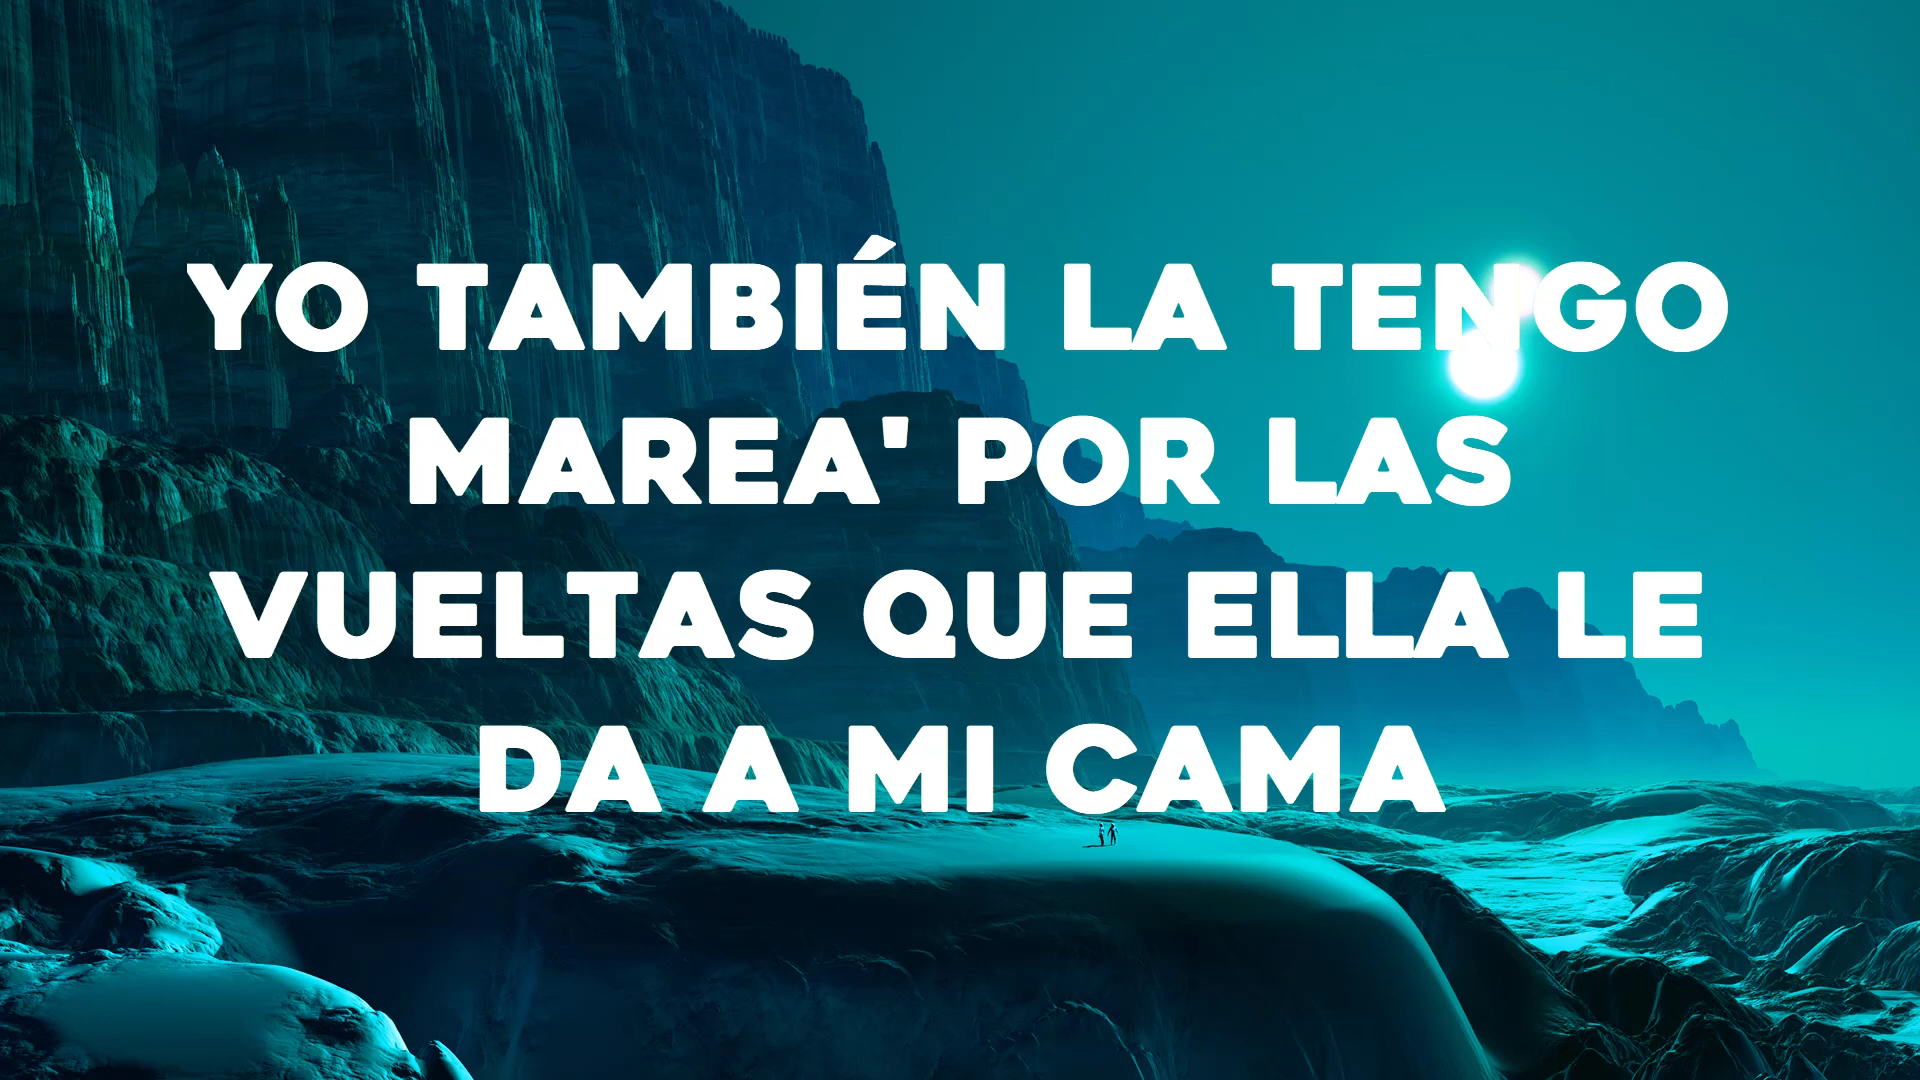 YO TAMBIÉN LA TENGO
MAREA' POR LAS
VUELTAS QUE ELLA LE
DA A MI CAMA